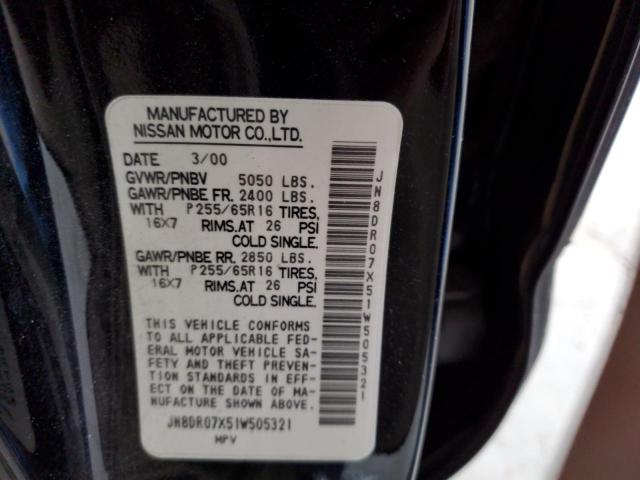 MANUFACTURED BY
NISSAN MOTOR CO.,LTD.
DATE 3/00
GVWR/PNBV 5050 LBS.
GAWR/PNBE FR. 2400 LBS.
WITH P255/65R16 TIRES,
16X7 RIMS.AT 26 PSI
COLD SINGLE.
GAWR/PNBE RR. 2850 LBS.
WITH P255/65R16 TIRES,
16X7 RIMS.AT 26 PSI
COLD SINGLE.
THIS VEHICLE CONFORMS
TO ALL APPLICABLE FED-
ERAL MOTOR VEHICLE SA-
FETY AND THEFT PREVEN-
TION STANDARDS IN EFF-
ECT ON THE DATE OF MA-
NUFACTURE SHOWN ABOVE.
JN8DR07X51W505321
MPV
JN8DR07X51W505321